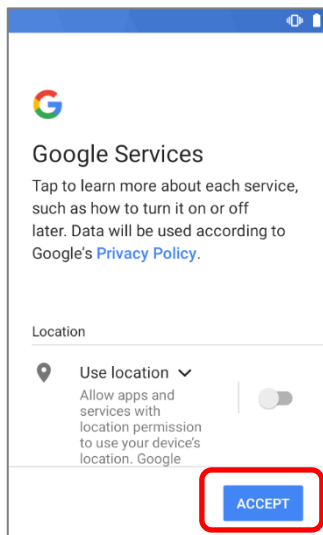 Google Services
Tap to learn more about each service,
such as how to turn it on or off
later. Data will be used according to
Google's Privacy Policy.
Location
Use location
Allow apps and
services with
location permission
to use your device's
location. Google
ACCEPT